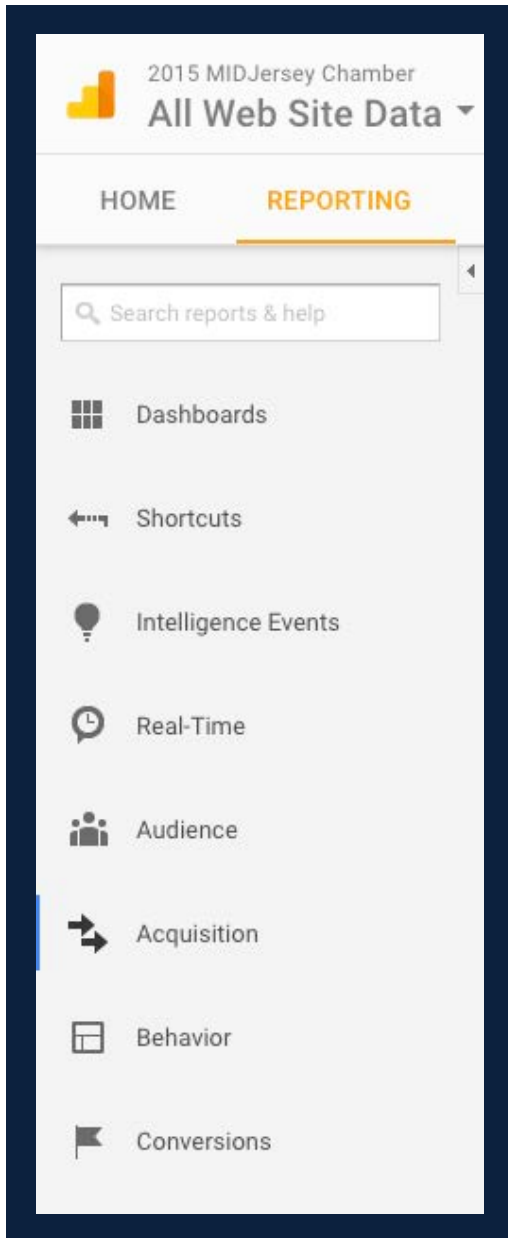 2015 MIDJersey Chamber
All Web Site Data
HOME REPORTING
Search reports & help
Dashboards
Shortcuts
Intelligence Events
Real-Time
Audience
Acquisition
Behavior
Conversions